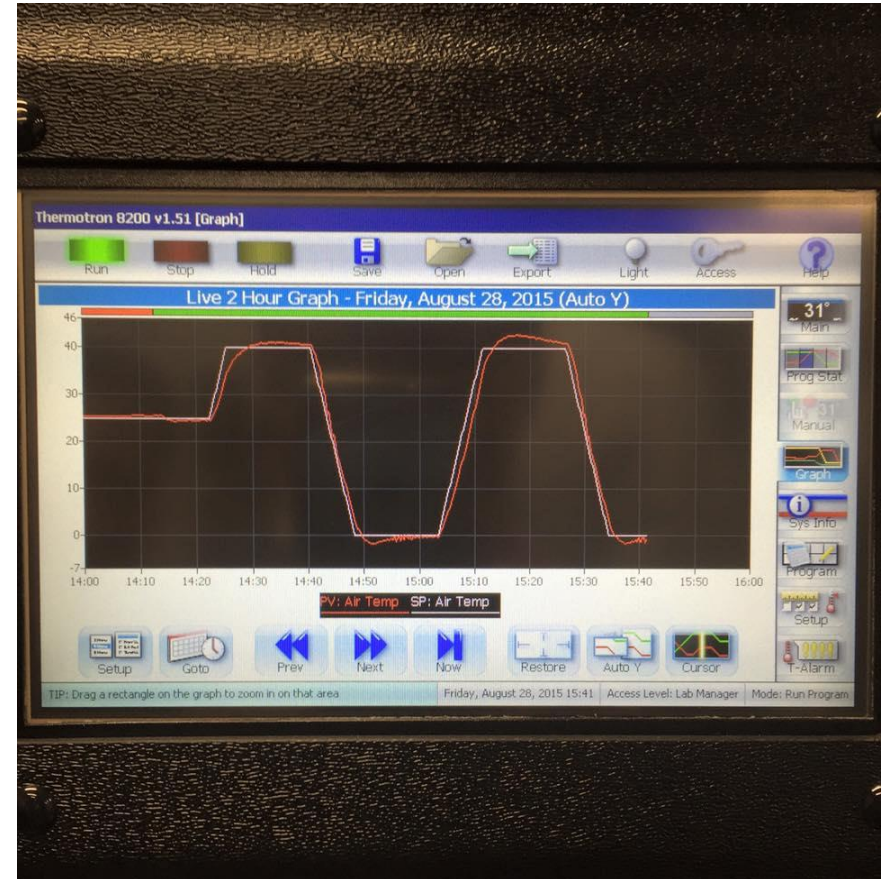 Thermotron 8200 v1.51 [Graph]
Run Stop Hold Save Open Export Light Access Help
Live 2 Hour Graph - Friday, August 28, 2015 (Auto Y)
46
40
30
20
10
0
-7
14:00 14:10 14:20 14:30 14:40 14:50 15:00 15:10 15:20 15:30 15:40 15:50 16:00
PV: Air Temp SP: Air Temp
31°
Main
Prog Stat
Manual
Graph
Sys Info
Program
Setup
T-Alarm
Setup Goto Prev Next Now Restore Auto Y Cursor
TIP: Drag a rectangle on the graph to zoom in on that area Friday, August 28, 2015 15:41 Access Level: Lab Manager Mode: Run Program